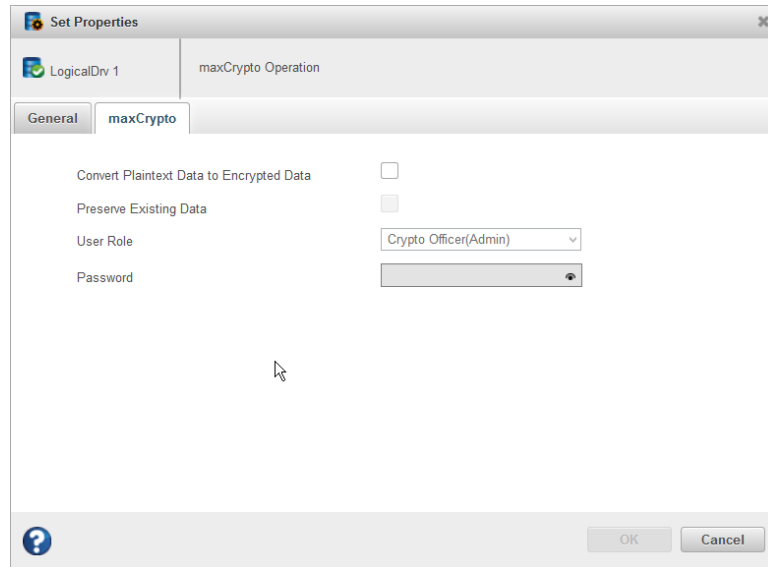 Set Properties
LogicalDrv 1
maxCrypto Operation
General
maxCrypto
Convert Plaintext Data to Encrypted Data
Preserve Existing Data
User Role
Crypto Officer(Admin)
Password
?
OK
Cancel